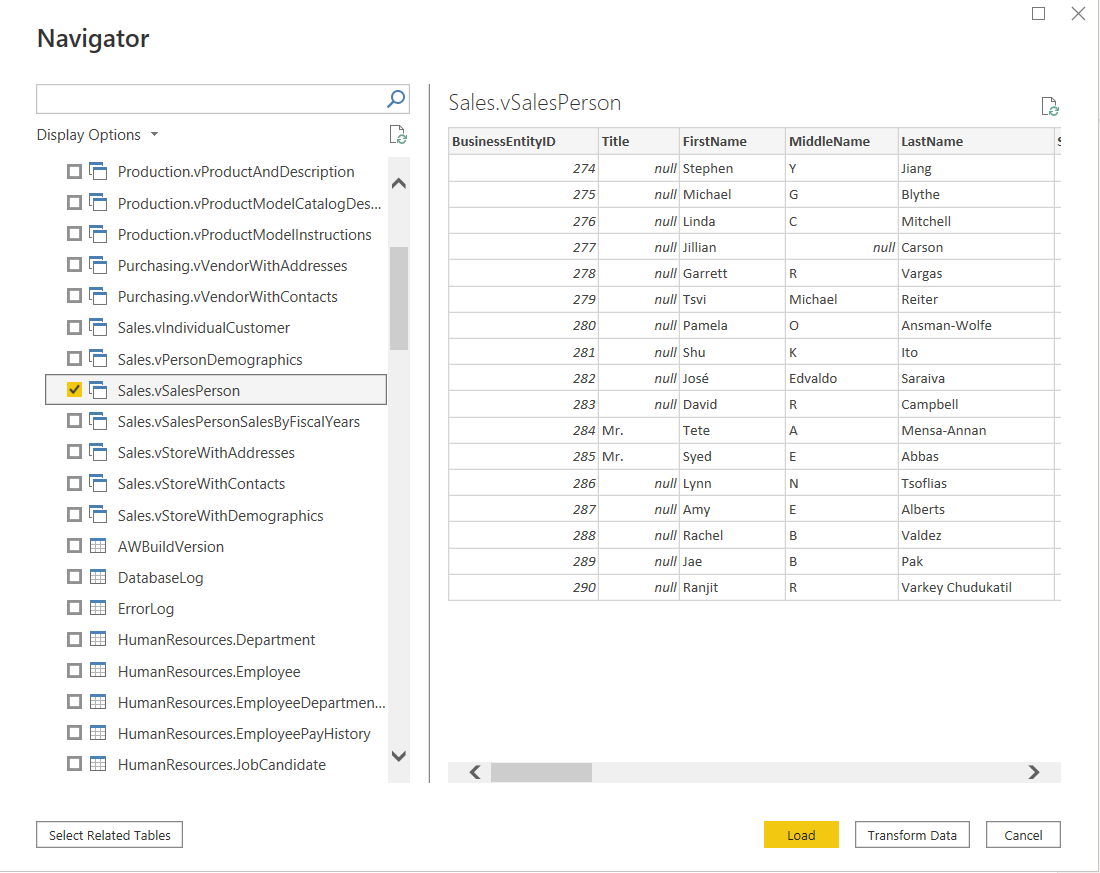 Navigator
Display Options
Production.vProductAndDescription
Production.vProductModelCatalogDes...
Production.vProductModelInstructions
Purchasing.vVendorWithAddresses
Purchasing.vVendorWithContacts
Sales.vIndividualCustomer
Sales.vPersonDemographics
Sales.vSalesPerson
Sales.vSalesPersonSalesByFiscalYears
Sales.vStoreWithAddresses
Sales.vStoreWithContacts
Sales.vStoreWithDemographics
AWBuildVersion
DatabaseLog
ErrorLog
HumanResources.Department
HumanResources.Employee
HumanResources.EmployeeDepartmen...
HumanResources.EmployeePayHistory
HumanResources.JobCandidate
Sales.vSalesPerson
BusinessEntityID Title FirstName MiddleName LastName
274 null Stephen Y Jiang
275 null Michael G Blythe
276 null Linda C Mitchell
277 null Jillian null Carson
278 null Garrett R Vargas
279 null Tsvi Michael Reiter
280 null Pamela O Ansman-Wolfe
281 null Shu K Ito
282 null José Edvaldo Saraiva
283 null David R Campbell
284 Mr. Tete A Mensa-Annan
285 Mr. Syed E Abbas
286 null Lynn N Tsoflias
287 null Amy E Alberts
288 null Rachel B Valdez
289 null Jae B Pak
290 null Ranjit R Varkey Chudukatil
Select Related Tables Load Transform Data Cancel